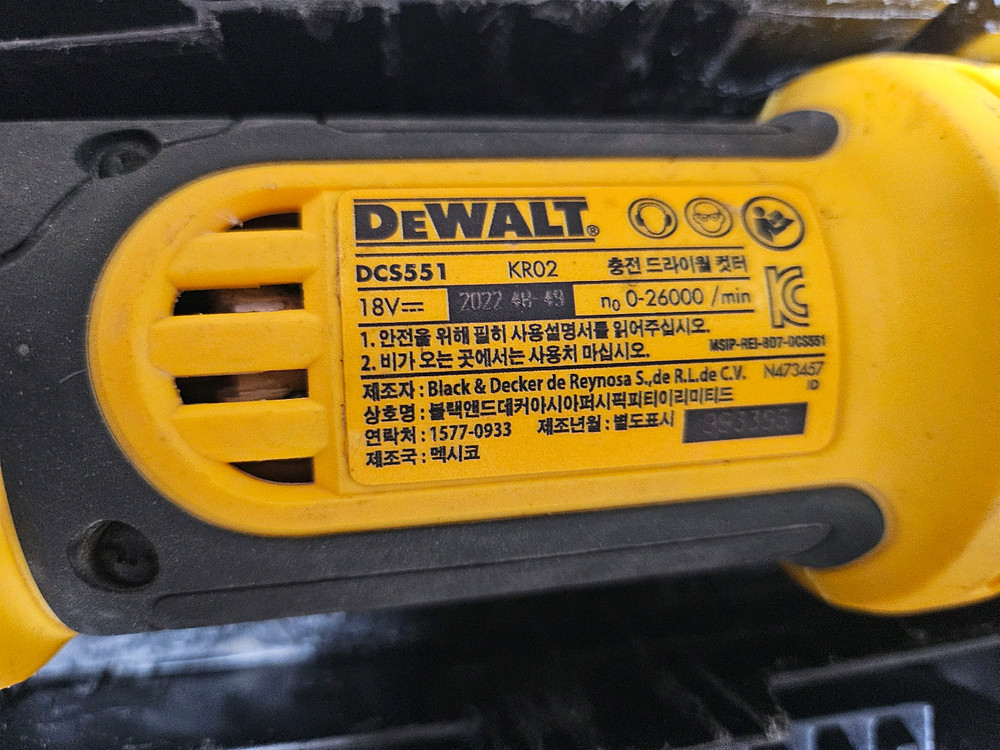 DEWALT®
DCS551 KR02 충전 드라이월 컷터
18V⎓ 2022 48-49 n₀ 0-26000 /min
1. 안전을 위해 필히 사용설명서를 읽어주십시오.
2. 비가 오는 곳에서는 사용치 마십시오.
MSIP-REI-BD7-DCS551
제조자 : Black & Decker de Reynosa S.,de R.L.de C.V. N473457
ID
상호명 : 블랙앤드데커아시아퍼시픽피티이리미티드
연락처 : 1577-0933 제조년월 : 별도표시
제조국 : 멕시코